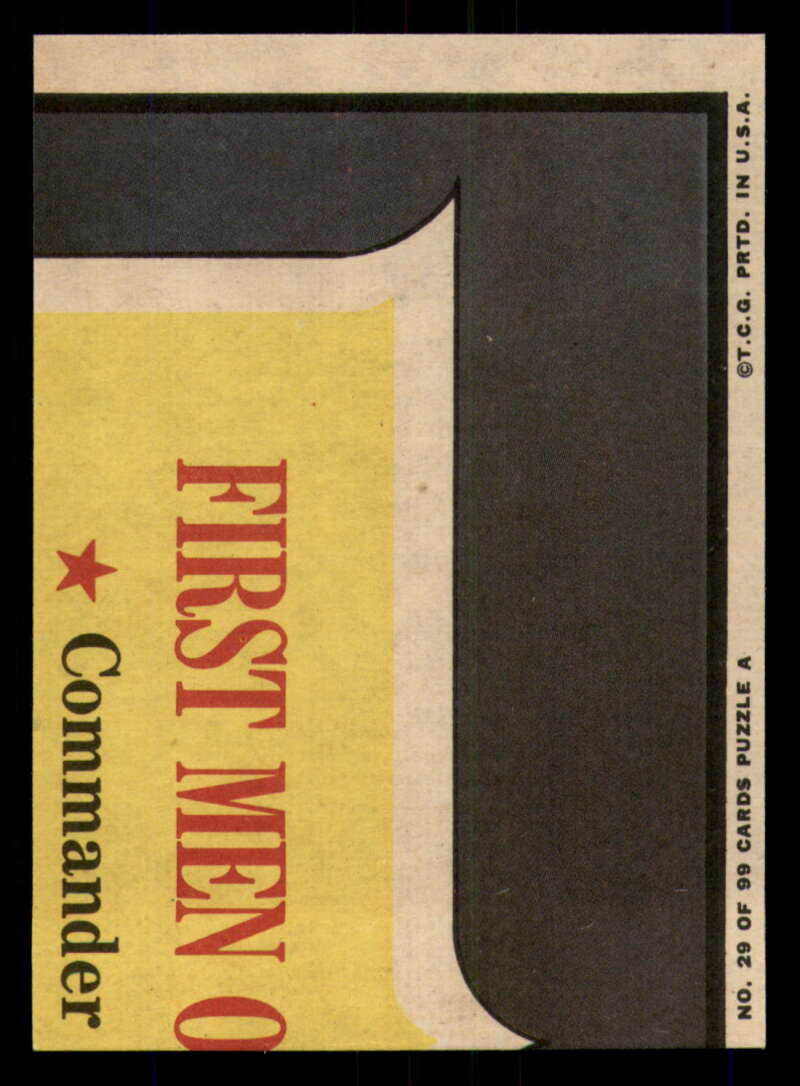 FIRST MEN O
★ Commander
NO. 29 OF 99 CARDS PUZZLE A
©T.C.G. PRTD. IN U.S.A.